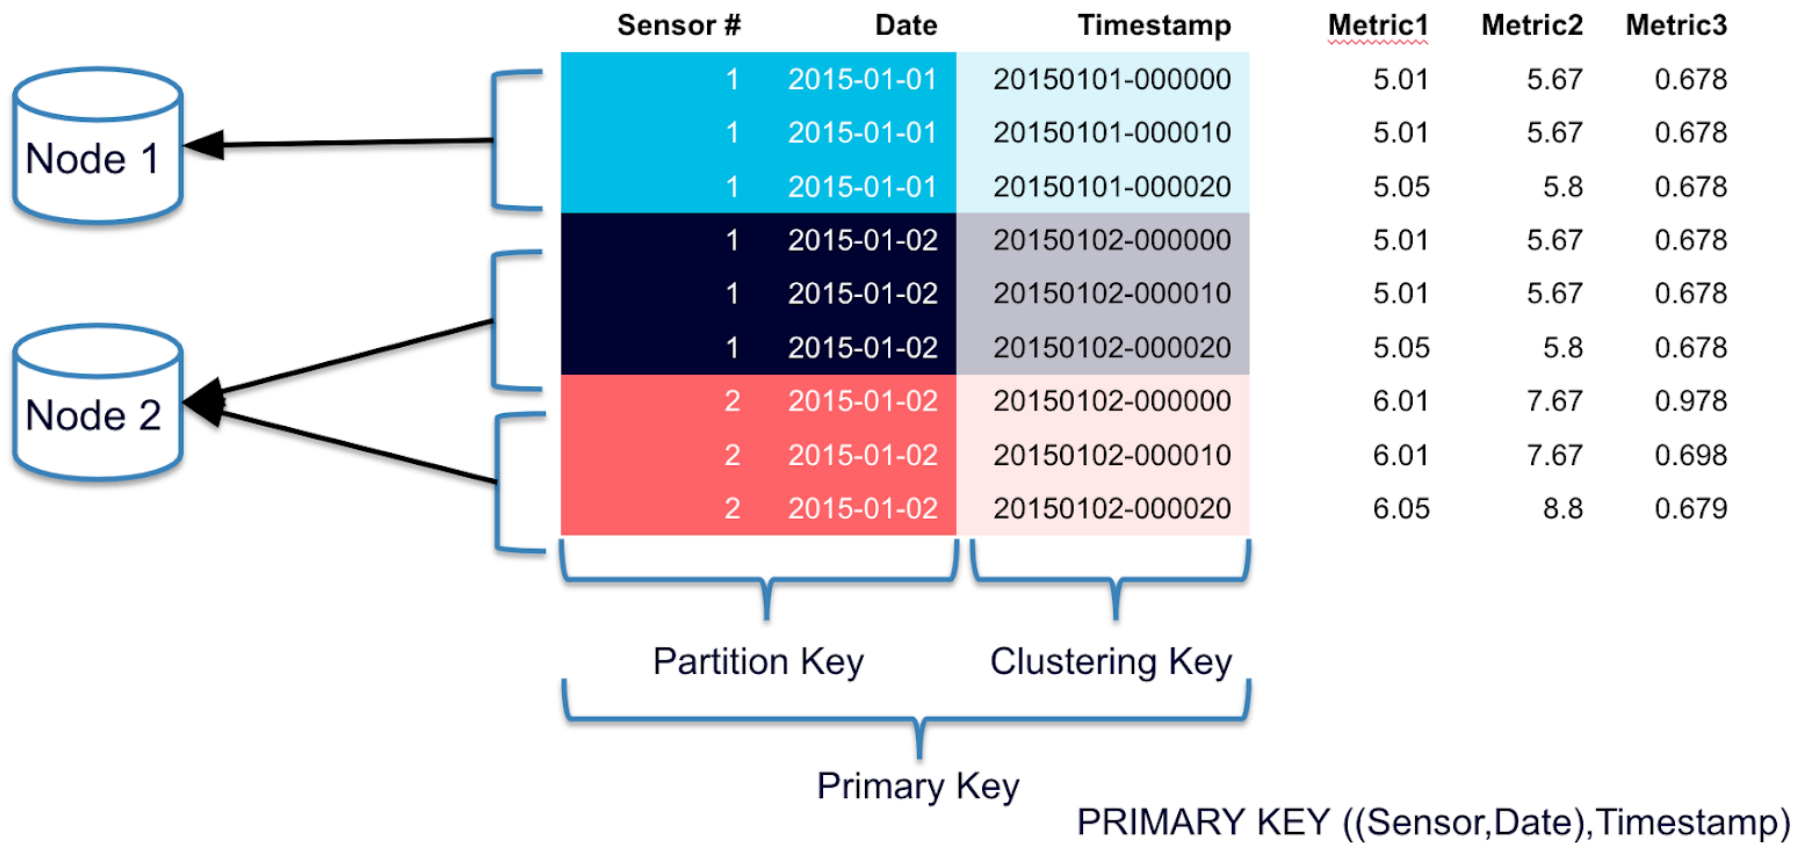 Sensor # Date Timestamp Metric1 Metric2 Metric3
1 2015-01-01 20150101-000000 5.01 5.67 0.678
1 2015-01-01 20150101-000010 5.01 5.67 0.678
Node 1
1 2015-01-01 20150101-000020 5.05 5.8 0.678
1 2015-01-02 20150102-000000 5.01 5.67 0.678
1 2015-01-02 20150102-000010 5.01 5.67 0.678
1 2015-01-02 20150102-000020 5.05 5.8 0.678
2 2015-01-02 20150102-000000 6.01 7.67 0.978
Node 2
2 2015-01-02 20150102-000010 6.01 7.67 0.698
2 2015-01-02 20150102-000020 6.05 8.8 0.679
Partition Key Clustering Key
Primary Key
PRIMARY KEY ((Sensor,Date),Timestamp)